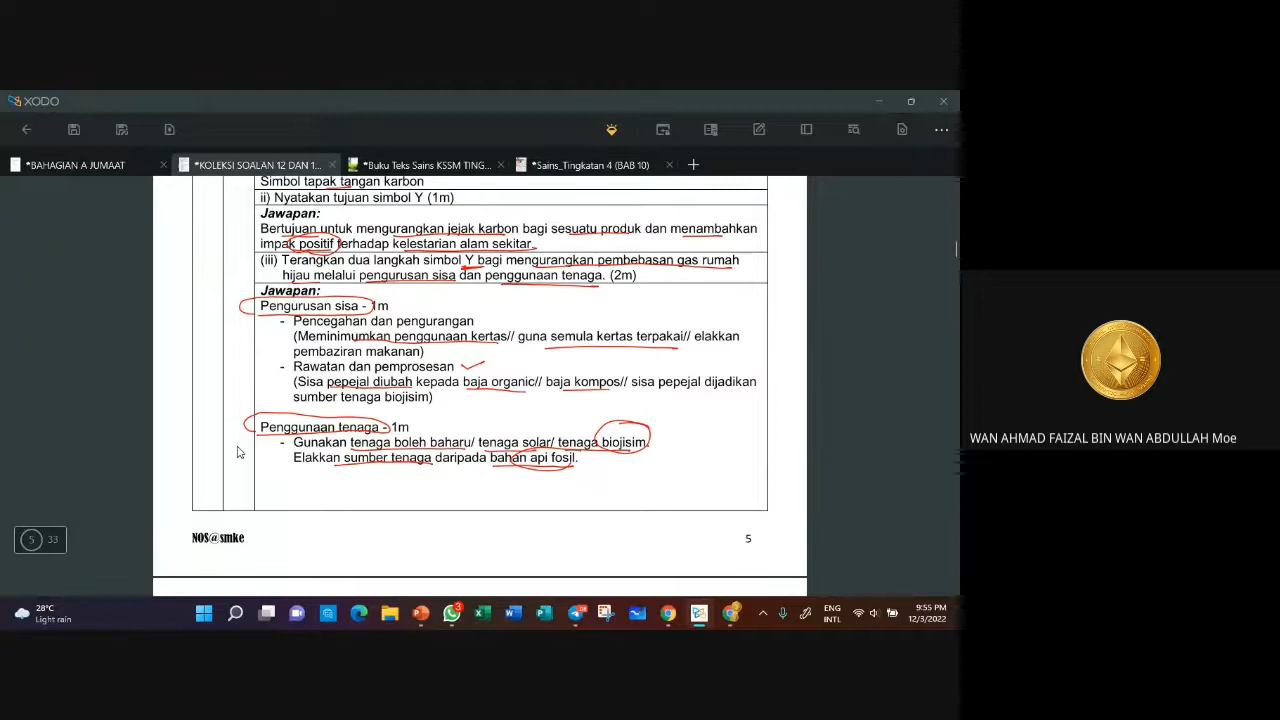 XODO
*BAHAGIAN A JUMAAT
*KOLEKSI SOALAN 12 DAN 1...
*Buku Teks Sains KSSM TING...
*Sains_Tingkatan 4 (BAB 10)
Simbol tapak tangan karbon
ii) Nyatakan tujuan simbol Y (1m)
Jawapan:
Bertujuan untuk mengurangkan jejak karbon bagi sesuatu produk dan menambahkan
impak positif terhadap kelestarian alam sekitar.
(iii) Terangkan dua langkah simbol Y bagi mengurangkan pembebasan gas rumah
hijau melalui pengurusan sisa dan penggunaan tenaga. (2m)
Jawapan:
Pengurusan sisa - 1m
- Pencegahan dan pengurangan
(Meminimumkan penggunaan kertas// guna semula kertas terpakai// elakkan
pembaziran makanan)
- Rawatan dan pemprosesan
(Sisa pepejal diubah kepada baja organic// baja kompos// sisa pepejal dijadikan
sumber tenaga biojisim)
Penggunaan tenaga - 1m
- Gunakan tenaga boleh baharu/ tenaga solar/ tenaga biojisim.
Elakkan sumber tenaga daripada bahan api fosil.
NOS@smke
5
5 33
WAN AHMAD FAIZAL BIN WAN ABDULLAH Moe
28°C
Light rain
3
ENG
INTL
9:55 PM
12/3/2022